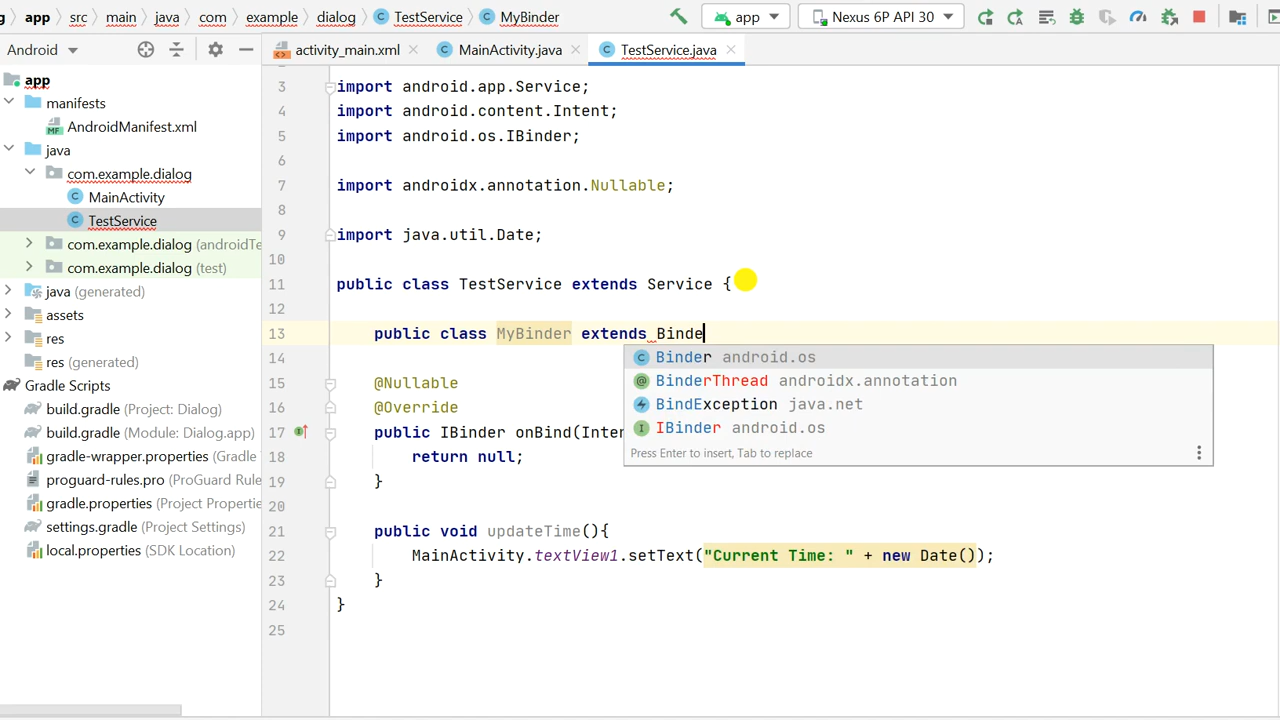 g app src main java com example dialog TestService MyBinder app Nexus 6P API 30
Android activity_main.xml MainActivity.java TestService.java
app
manifests
AndroidManifest.xml
java
com.example.dialog
MainActivity
TestService
com.example.dialog (androidTe
com.example.dialog (test)
java (generated)
assets
res
res (generated)
Gradle Scripts
build.gradle (Project: Dialog)
build.gradle (Module: Dialog.app)
gradle-wrapper.properties (Gradle
proguard-rules.pro (ProGuard Rule
gradle.properties (Project Propertie
settings.gradle (Project Settings)
local.properties (SDK Location)
3 import android.app.Service;
4 import android.content.Intent;
5 import android.os.IBinder;
6
7 import androidx.annotation.Nullable;
8
9 import java.util.Date;
10
11 public class TestService extends Service {
12
13 public class MyBinder extends Binde
14
15 @Nullable
16 @Override
17 public IBinder onBind(Inten
18 return null;
19 }
20
21 public void updateTime(){
22 MainActivity.textView1.setText("Current Time: " + new Date());
23 }
24 }
25
Binder android.os
BinderThread androidx.annotation
BindException java.net
IBinder android.os
Press Enter to insert, Tab to replace